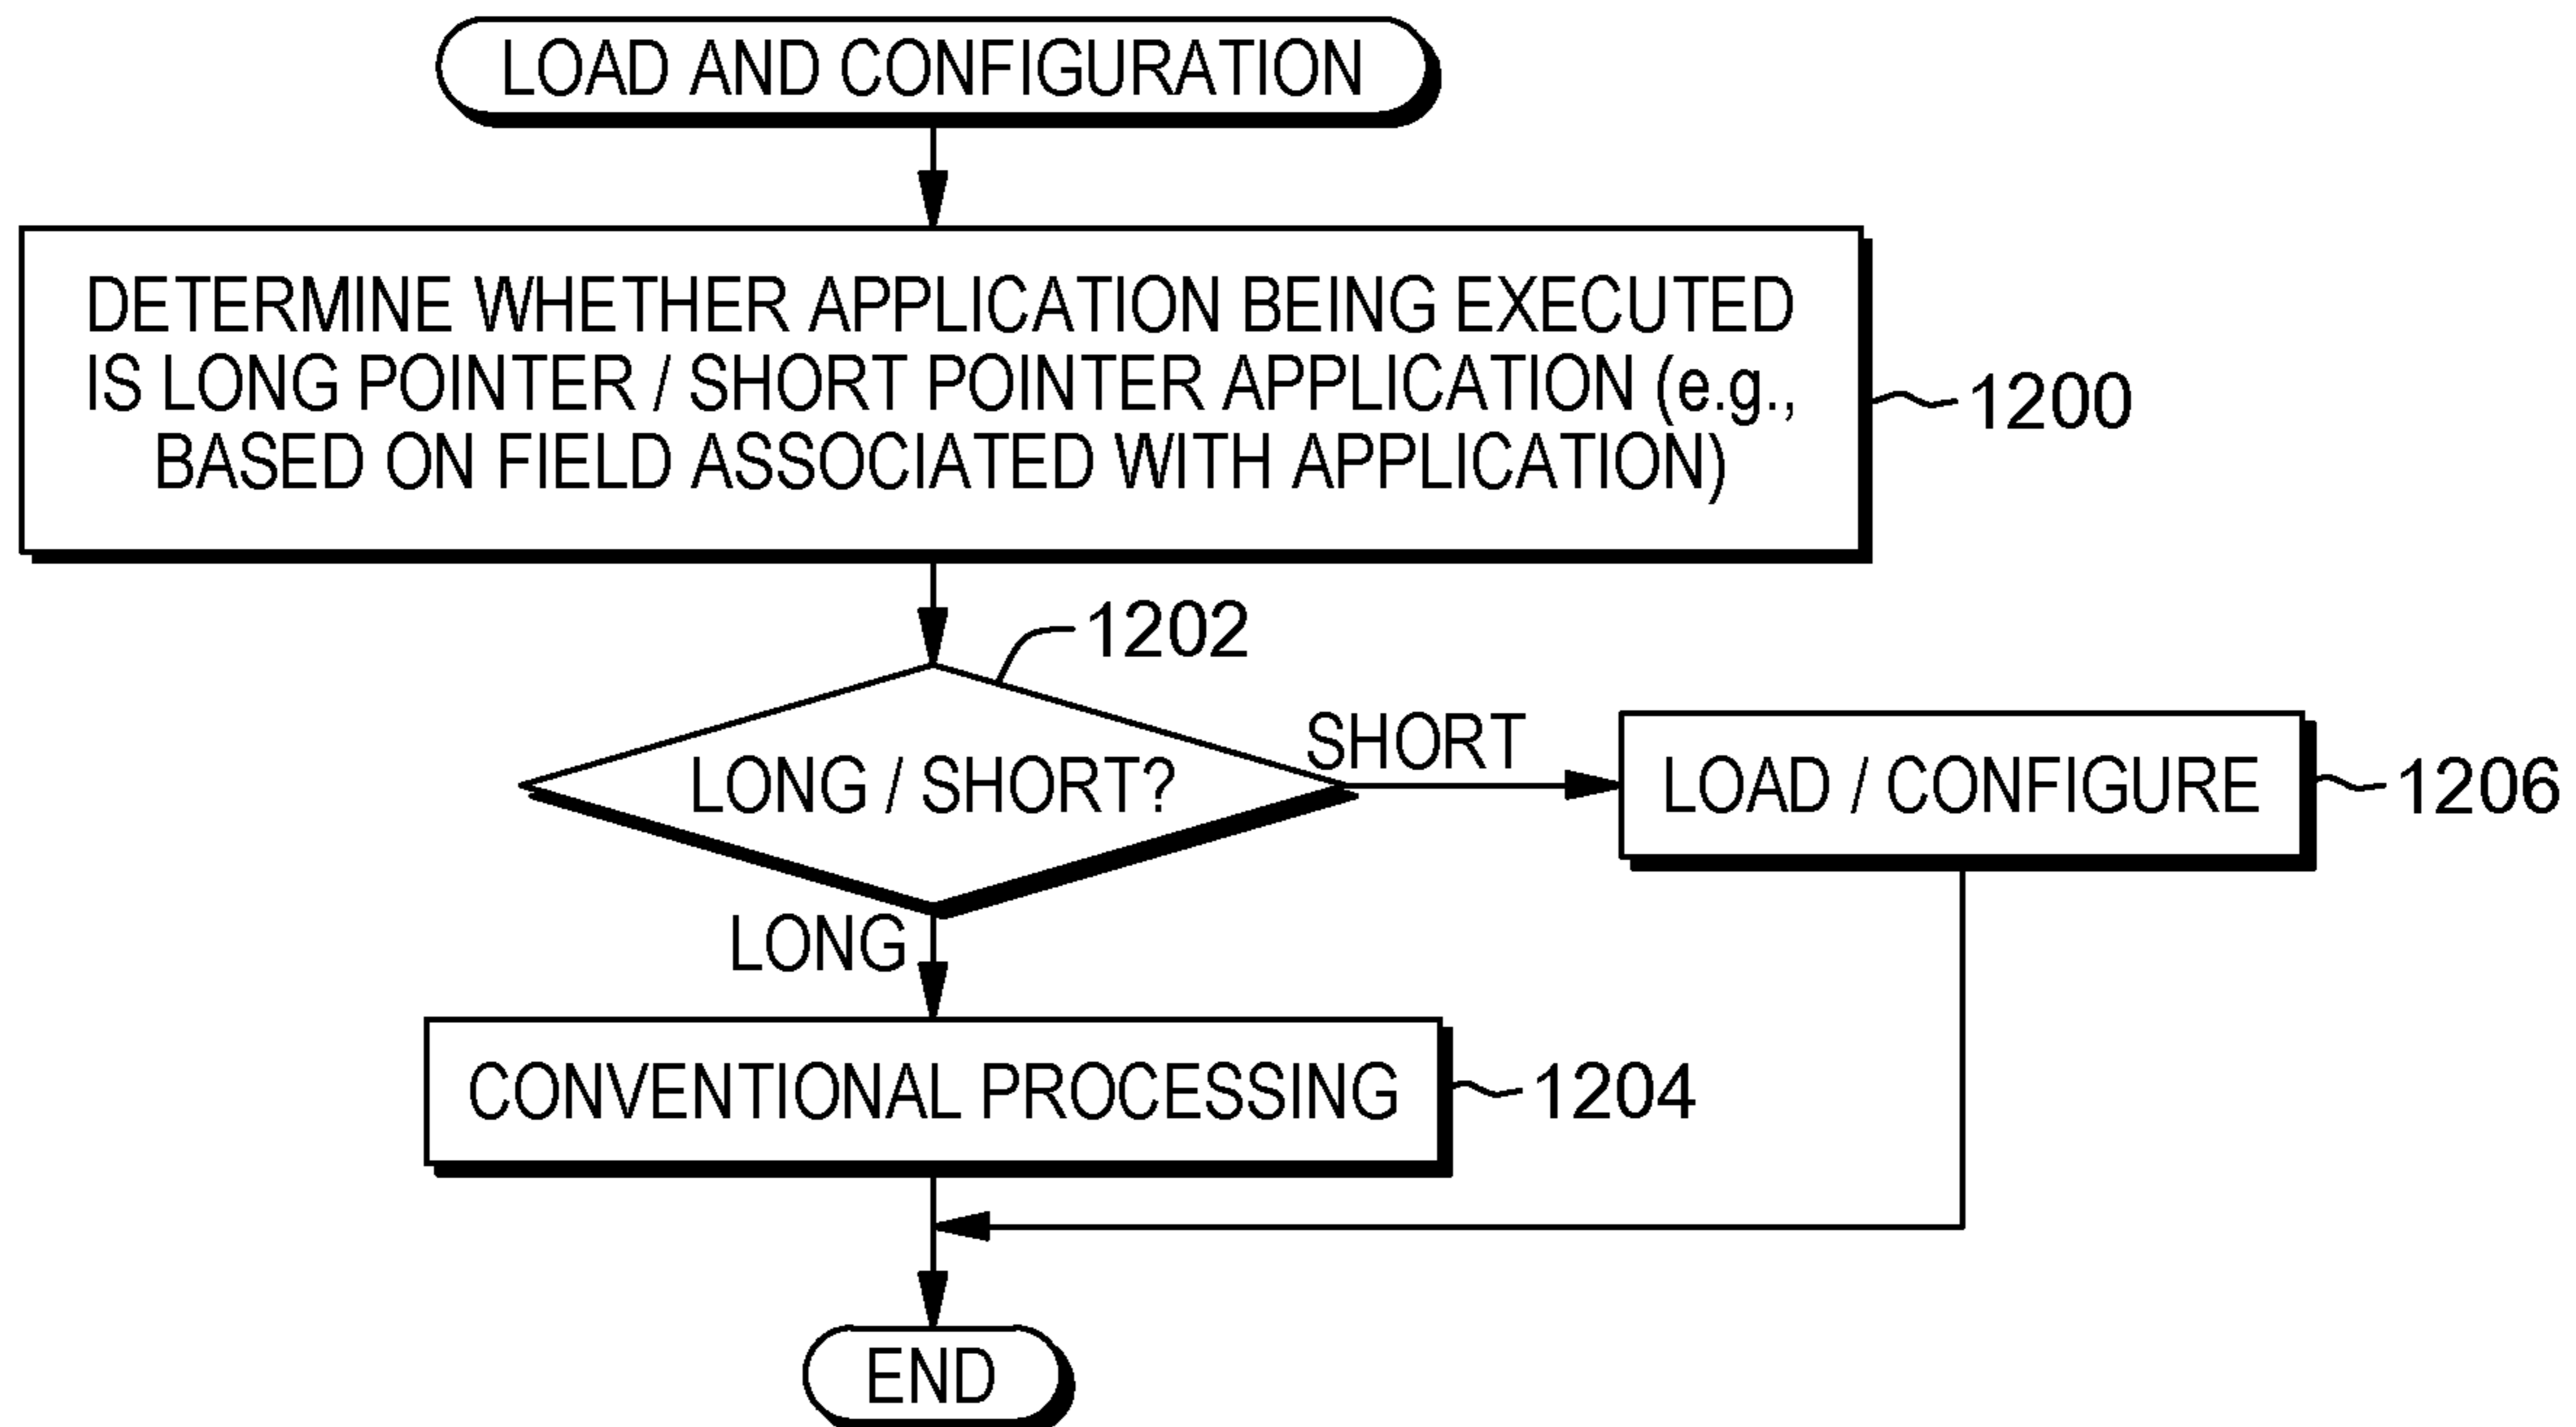 LOAD AND CONFIGURATION
DETERMINE WHETHER APPLICATION BEING EXECUTED
IS LONG POINTER / SHORT POINTER APPLICATION (e.g.,
BASED ON FIELD ASSOCIATED WITH APPLICATION)
1200
1202
LONG / SHORT?
SHORT
LOAD / CONFIGURE
1206
LONG
CONVENTIONAL PROCESSING
1204
END